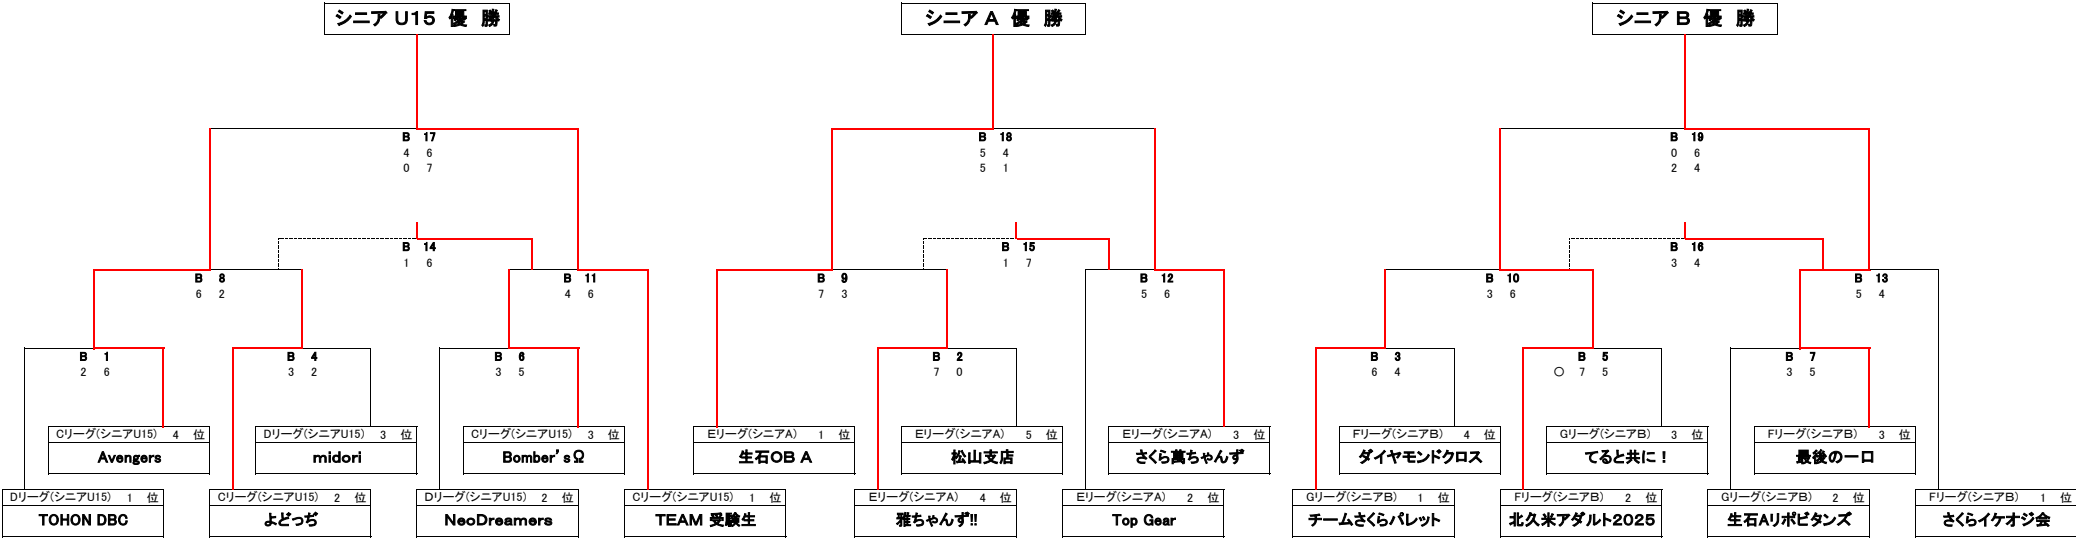 シニア U15 優 勝
シニア A 優 勝
シニア B 優 勝
B 17
4 6
0 7
B 18
5 4
5 1
B 19
0 6
2 4
B 14
1 6
B 15
1 7
B 16
3 4
B 8
6 2
B 11
4 6
B 9
7 3
B 12
5 6
B 10
3 6
B 13
5 4
B 1
2 6
B 4
3 2
B 6
3 5
B 2
7 0
B 3
6 4
B 5
○ 7 5
B 7
3 5
Cリーグ(シニアU15) 4 位
Avengers
Dリーグ(シニアU15) 3 位
midori
Cリーグ(シニアU15) 3 位
Bomber'sΩ
Eリーグ(シニアA) 1 位
生石OB A
Eリーグ(シニアA) 5 位
松山支店
Eリーグ(シニアA) 3 位
さくら萬ちゃんず
Fリーグ(シニアB) 4 位
ダイヤモンドクロス
Gリーグ(シニアB) 3 位
てると共に!
Fリーグ(シニアB) 3 位
最後の一口
Dリーグ(シニアU15) 1 位
TOHON DBC
Cリーグ(シニアU15) 2 位
よどっぢ
Dリーグ(シニアU15) 2 位
NeoDreamers
Cリーグ(シニアU15) 1 位
TEAM 受験生
Eリーグ(シニアA) 4 位
雅ちゃんず!!
Eリーグ(シニアA) 2 位
Top Gear
Gリーグ(シニアB) 1 位
チームさくらパレット
Fリーグ(シニアB) 2 位
北久米アダルト2025
Gリーグ(シニアB) 2 位
生石Aリポビタンズ
Fリーグ(シニアB) 1 位
さくらイケオジ会